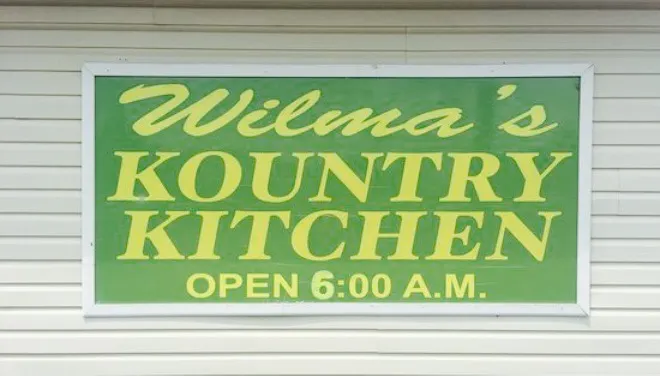 Wilma's
KOUNTRY
KITCHEN
OPEN 6:00 A.M.